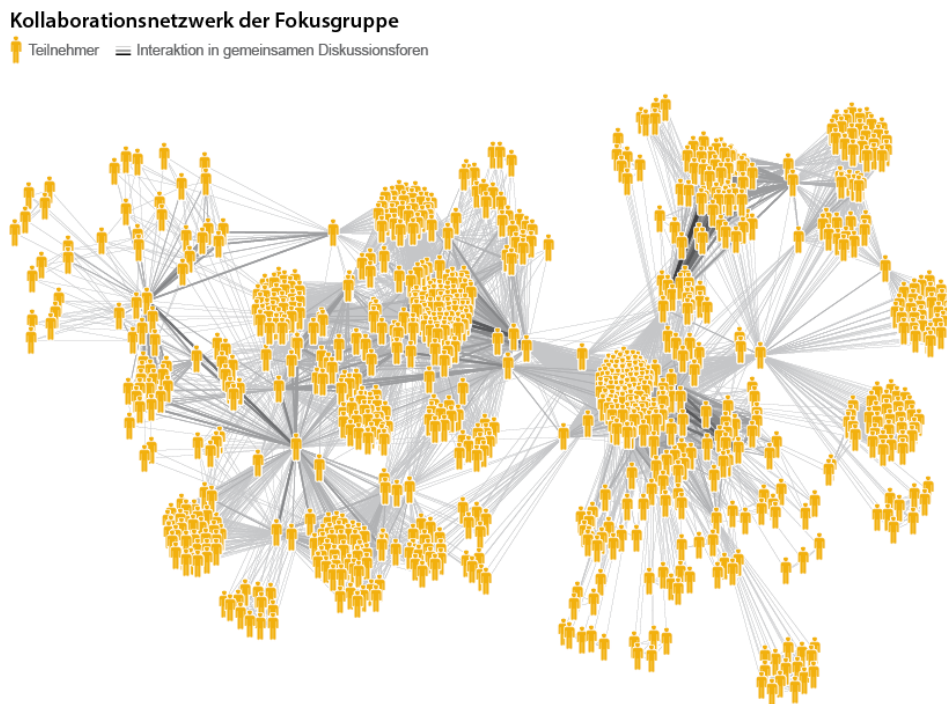 Kollaborationsnetzwerk der Fokusgruppe
Teilnehmer Interaktion in gemeinsamen Diskussionsforen